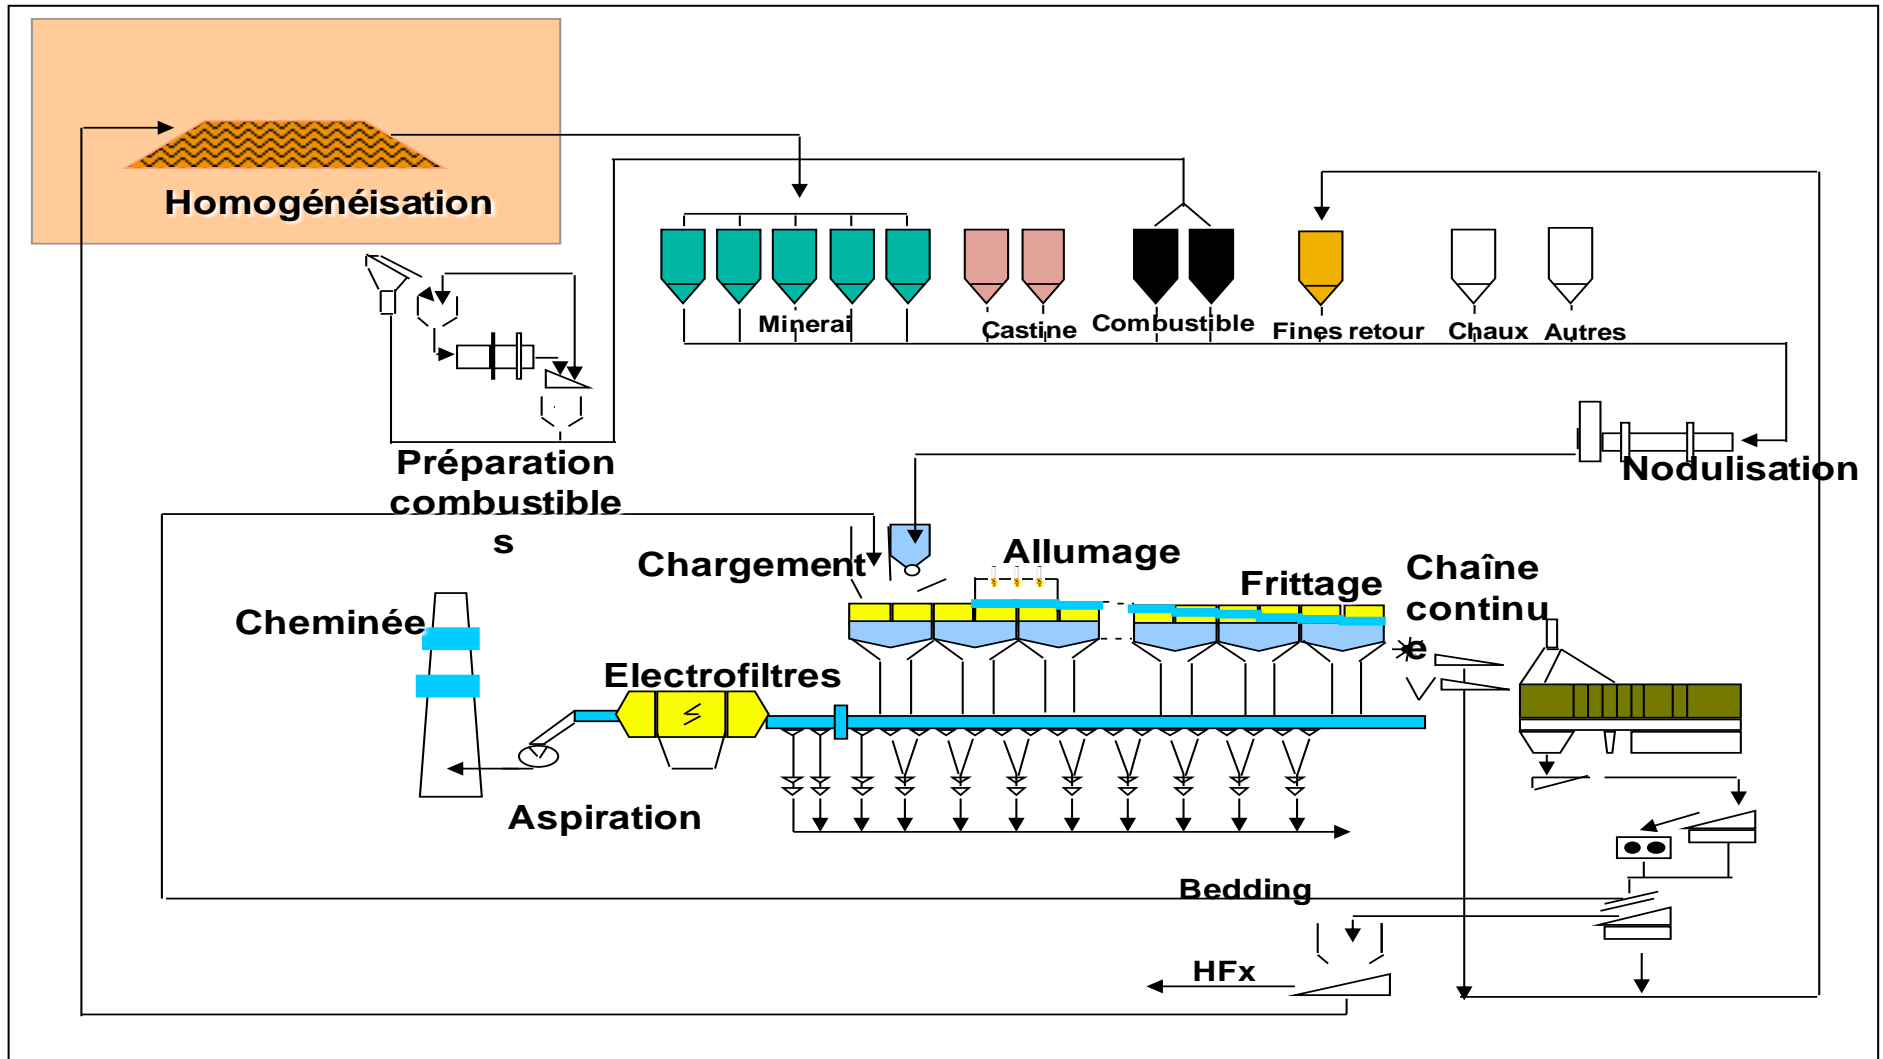 Homogénéisation
Minerai
Castine
Combustible
Fines retour
Chaux
Autres
Préparation
combustible
s
Nodulisation
Chargement
Allumage
Frittage
Chaîne
continu
e
Cheminée
Electrofiltres
Aspiration
Bedding
HFx